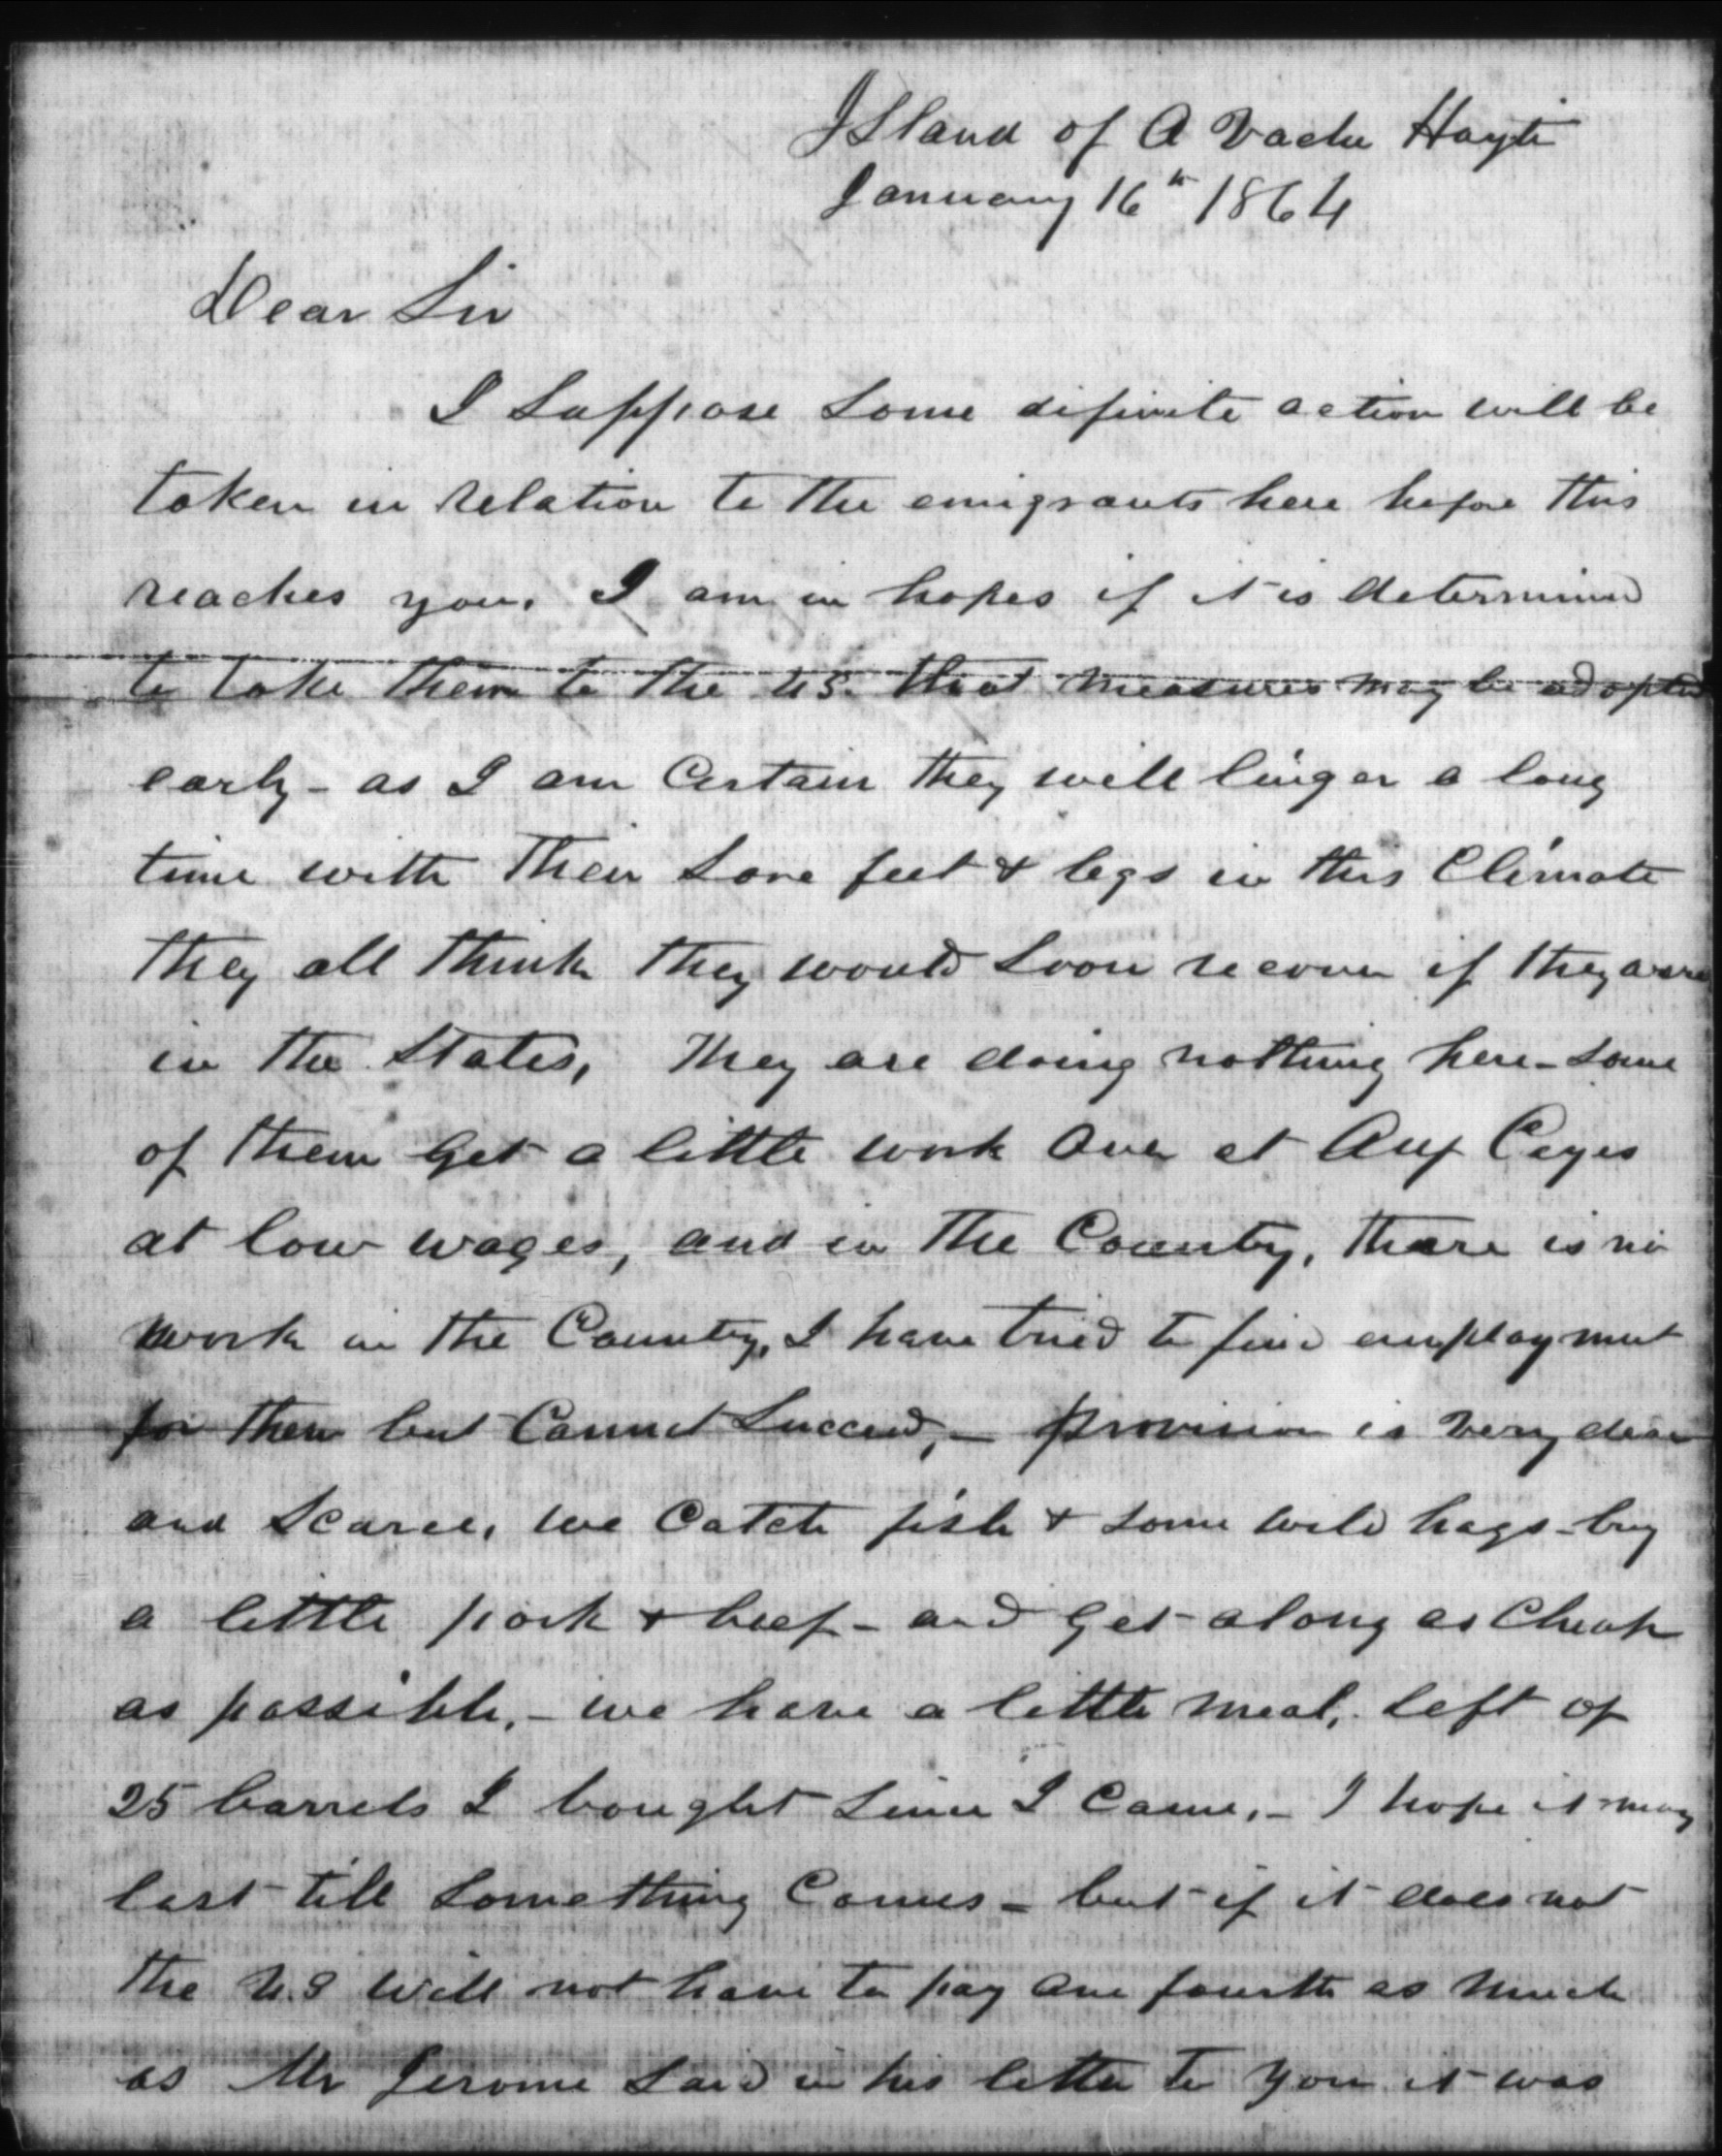 Island of A Vache Hayti
January 16th 1864
Dear Sir
I Suppose Some difinite action will be
taken in relation to the emigrants here before this
reaches you. I am in hopes if it is determined
to take them to the U.S. that measures may be adopted
early - as I am Certain they will linger a long
time with their Sore feet & legs in this Climate
they all think they would Soon recover if they were
in the States, They are doing nothing here - Some
of them Get a little work Over at Aux Cayes
at low wages, and in the Country, there is no
work in the Country, I have tried to find employment
for them but Cannot Succeed, - provision is Very dear
and Scarce, we Catch fish & some wild hogs - buy
a little pork & beef - and Get along as Cheap
as possible, - we have a little meal, left of
25 barrels I bought Since I Came, - I hope it may
last till Something Comes - but if it does not
the U.S will not have to pay one fourth as much
as Mr Jerome Said in his letter to you it was